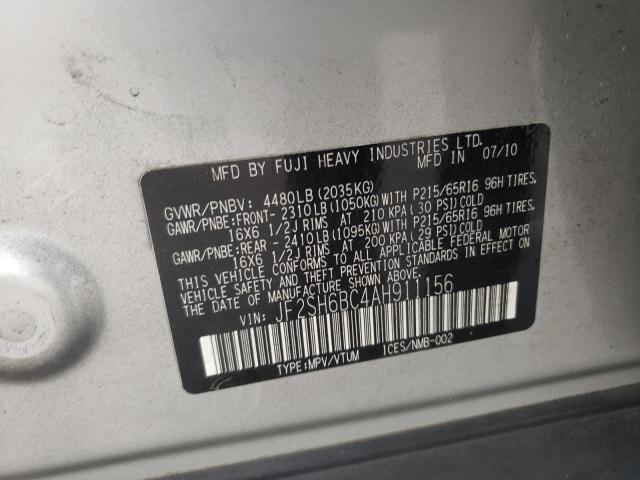 MFD BY FUJI HEAVY INDUSTRIES LTD.
MFD IN 07/10
GVWR/PNBV: 4480LB(2035KG)
GAWR/PNBE:FRONT- 2310LB(1050KG)WITH P215/65R16 96H TIRES,
16X6 1/2J RIMS AT 210 KPA( 30 PSI)COLD
GAWR/PNBE:REAR - 2410LB(1095KG)WITH P215/65R16 96H TIRES,
16X6 1/2J RIMS AT 200 KPA( 29 PSI)COLD
THIS VEHICLE CONFORMS TO ALL APPLICABLE FEDERAL MOTOR
VEHICLE SAFETY AND THEFT PREVENTION STANDARDS IN EFFECT ON
THE DATE OF MANUFACTURE SHOWN ABOVE.
VIN: JF2SH6BC4AH911156
TYPE:MPV/VTUM ICES/NMB-002